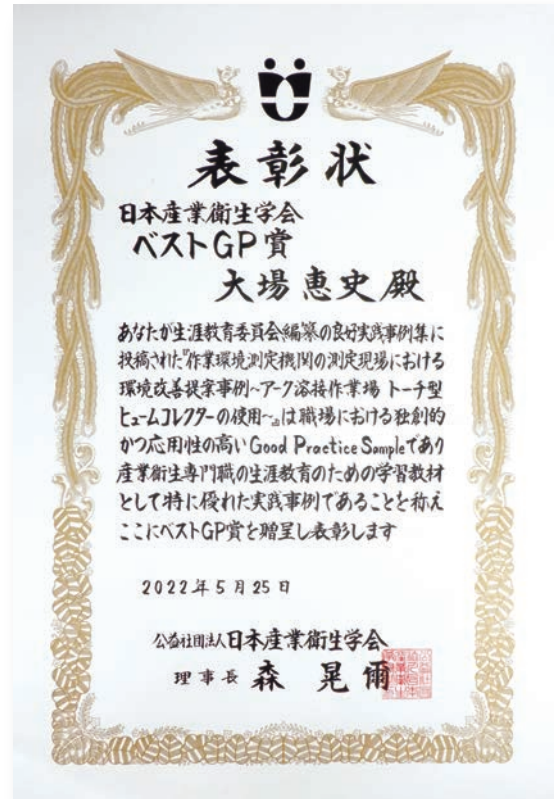 表彰状
日本産業衛生学会
ベストGP賞
大場恵史殿
あなたが生涯教育委員会編纂の良好実践事例集に
投稿された『作業環境測定機関の測定現場における
環境改善提案事例~アーク溶接作業場 トーチ型
ヒュームコレクターの使用~』は職場における独創的
かつ応用性の高いGood Practice Sampleであり
産業衛生専門職の生涯教育のための学習教材
として特に優れた実践事例であることを称え
ここにベストGP賞を贈呈し表彰します
2022年5月25日
公益社団法人日本産業衛生学会
理事長 森 晃爾